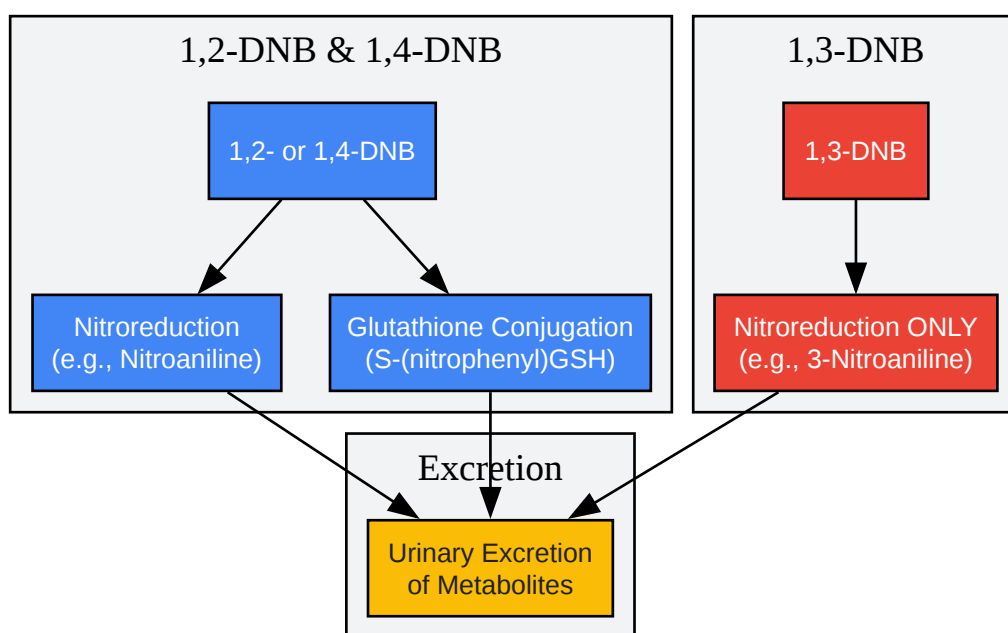 1,2-DNB & 1,4-DNB
1,2- or 1,4-DNB
Nitroreduction
(e.g., Nitroaniline)
Glutathione Conjugation
(S-(nitrophenyl)GSH)
1,3-DNB
1,3-DNB
Nitroreduction ONLY
(e.g., 3-Nitroaniline)
Excretion
Urinary Excretion
of Metabolites